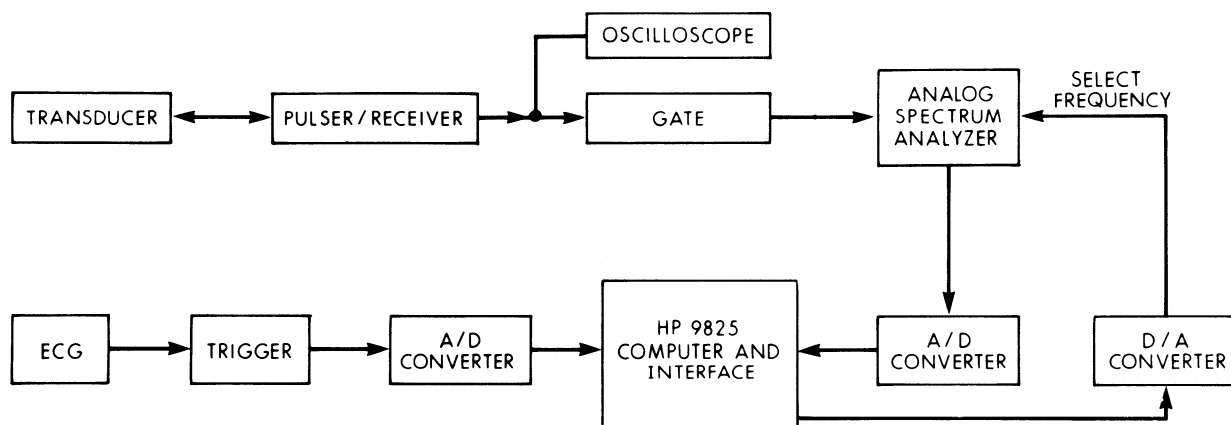 OSCILLOSCOPE
TRANSDUCER
PULSER/RECEIVER
GATE
ANALOG
SPECTRUM
ANALYZER
SELECT
FREQUENCY
ECG
TRIGGER
A/D
CONVERTER
HP 9825
COMPUTER AND
INTERFACE
A/D
CONVERTER
D/A
CONVERTER